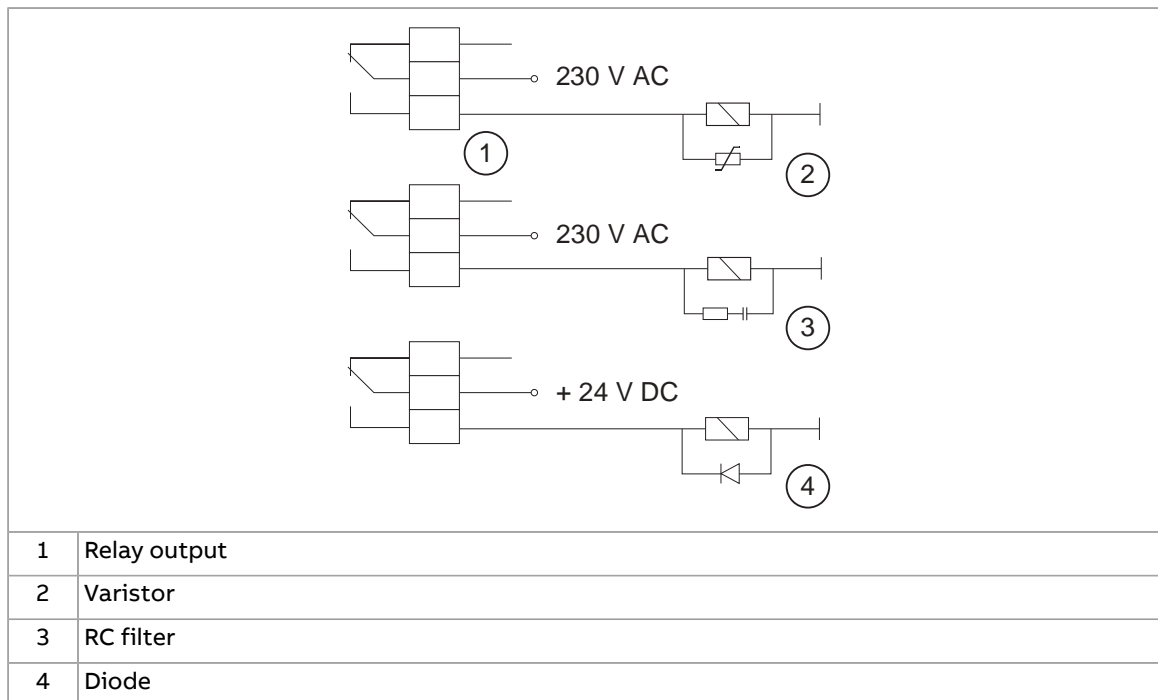 230 V AC
1
2
230 V AC
3
+ 24 V DC
4
1 Relay output
2 Varistor
3 RC filter
4 Diode